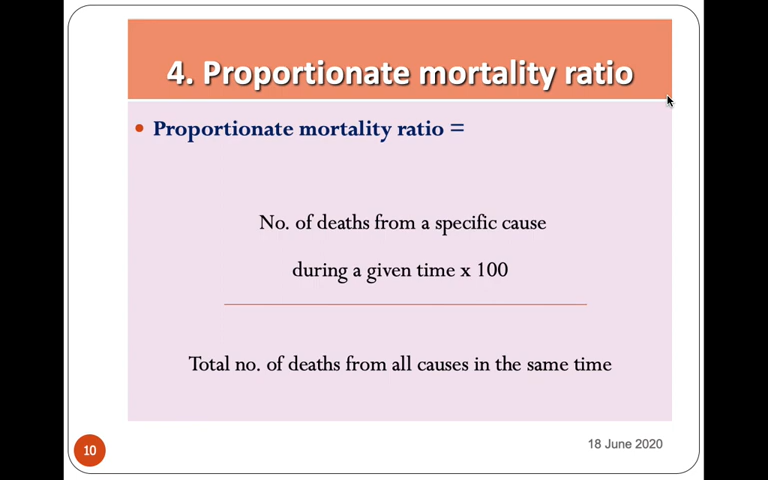 4. Proportionate mortality ratio
Proportionate mortality ratio =
No. of deaths from a specific cause
during a given time x 100
Total no. of deaths from all causes in the same time
10
18 June 2020